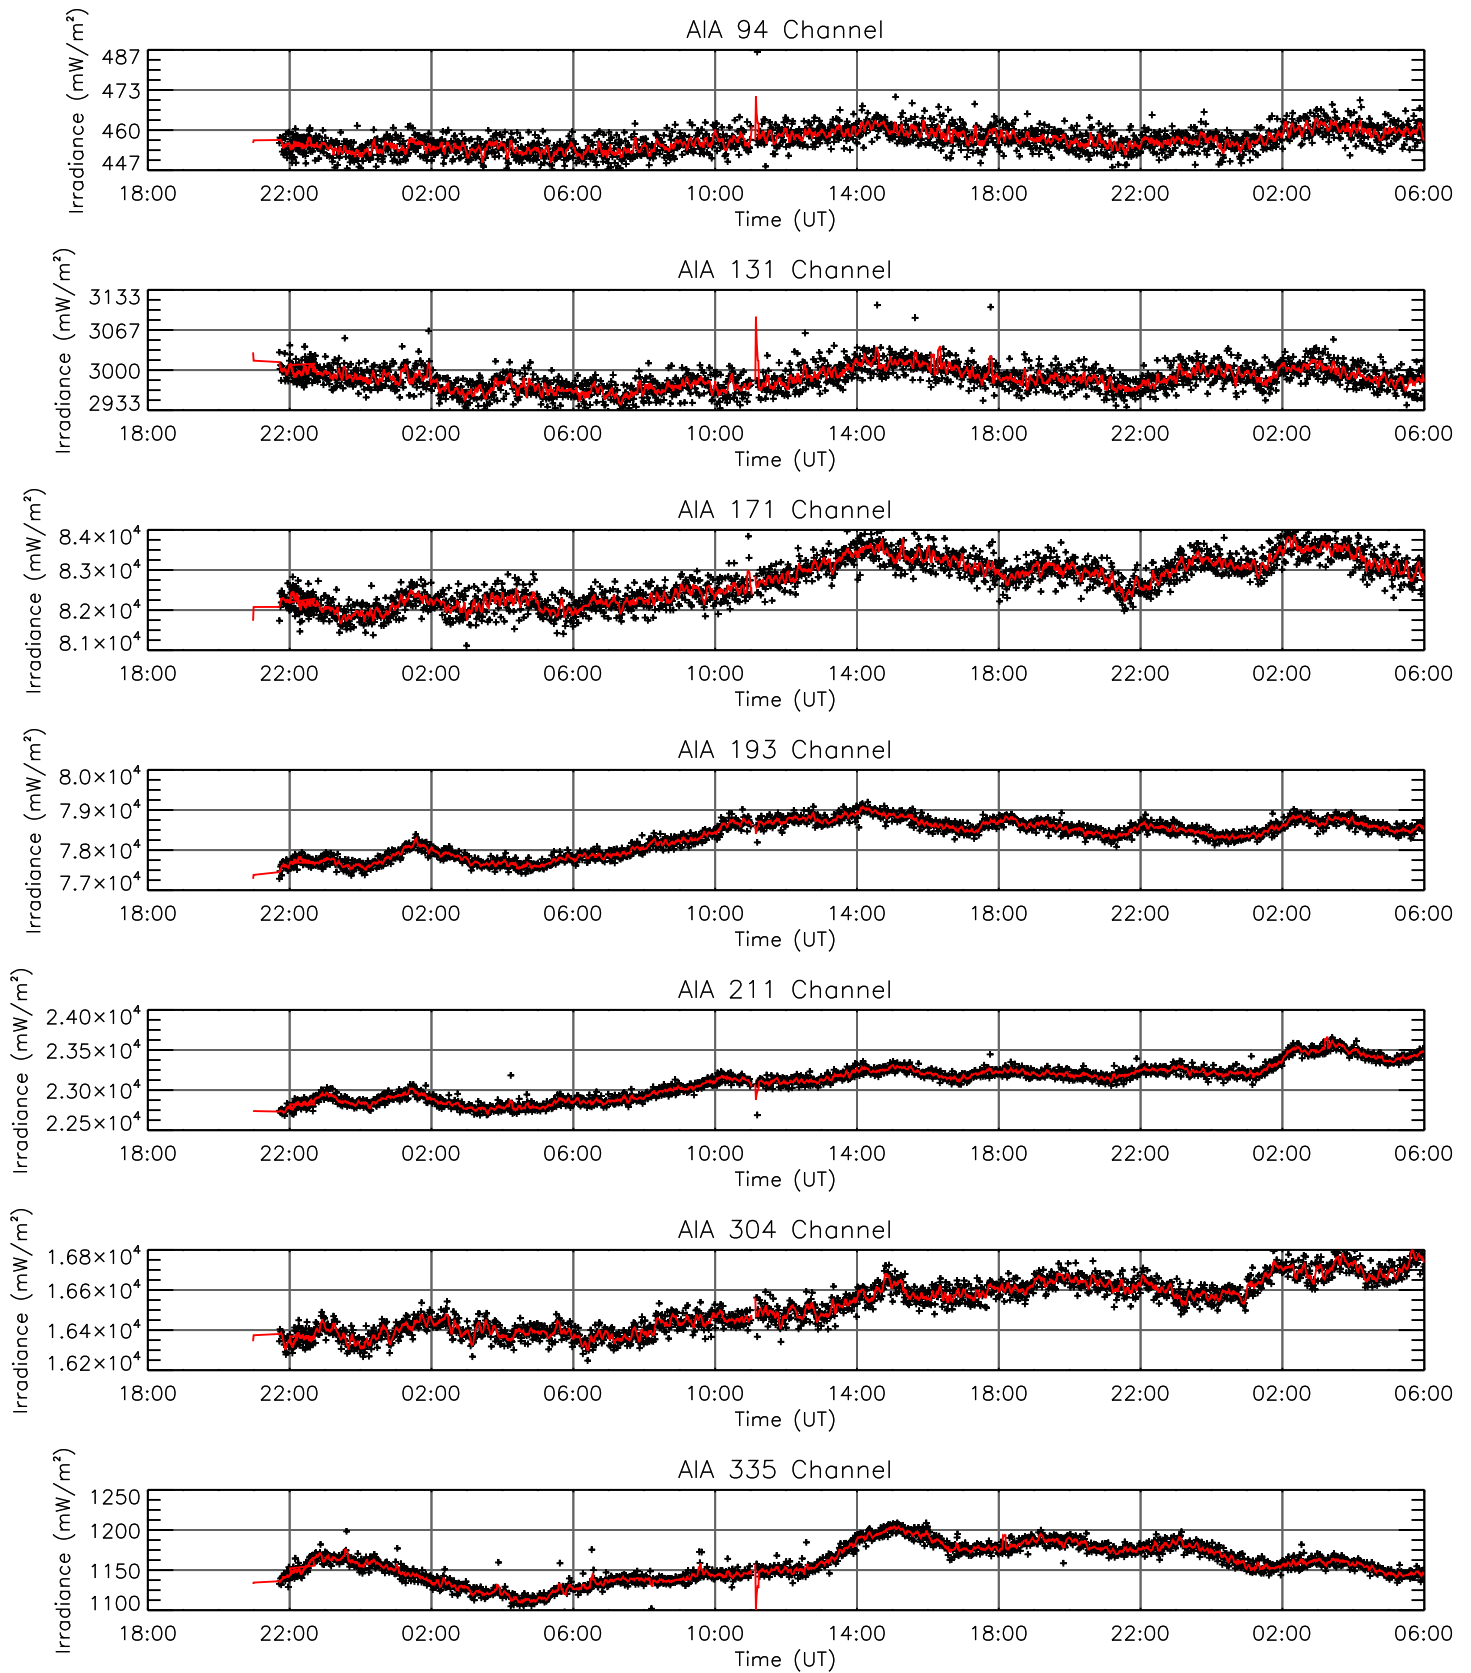 AIA 94 Channel
Irradiance (mW/m²)
487
473
460
447
18:00 22:00 02:00 06:00 10:00 14:00 18:00 22:00 02:00 06:00
Time (UT)
AIA 131 Channel
Irradiance (mW/m²)
3133
3067
3000
2933
18:00 22:00 02:00 06:00 10:00 14:00 18:00 22:00 02:00 06:00
Time (UT)
AIA 171 Channel
Irradiance (mW/m²)
8.4×10⁴
8.3×10⁴
8.2×10⁴
8.1×10⁴
18:00 22:00 02:00 06:00 10:00 14:00 18:00 22:00 02:00 06:00
Time (UT)
AIA 193 Channel
Irradiance (mW/m²)
8.0×10⁴
7.9×10⁴
7.8×10⁴
7.7×10⁴
18:00 22:00 02:00 06:00 10:00 14:00 18:00 22:00 02:00 06:00
Time (UT)
AIA 211 Channel
Irradiance (mW/m²)
2.40×10⁴
2.35×10⁴
2.30×10⁴
2.25×10⁴
18:00 22:00 02:00 06:00 10:00 14:00 18:00 22:00 02:00 06:00
Time (UT)
AIA 304 Channel
Irradiance (mW/m²)
1.68×10⁴
1.66×10⁴
1.64×10⁴
1.62×10⁴
18:00 22:00 02:00 06:00 10:00 14:00 18:00 22:00 02:00 06:00
Time (UT)
AIA 335 Channel
Irradiance (mW/m²)
1250
1200
1150
1100
18:00 22:00 02:00 06:00 10:00 14:00 18:00 22:00 02:00 06:00
Time (UT)